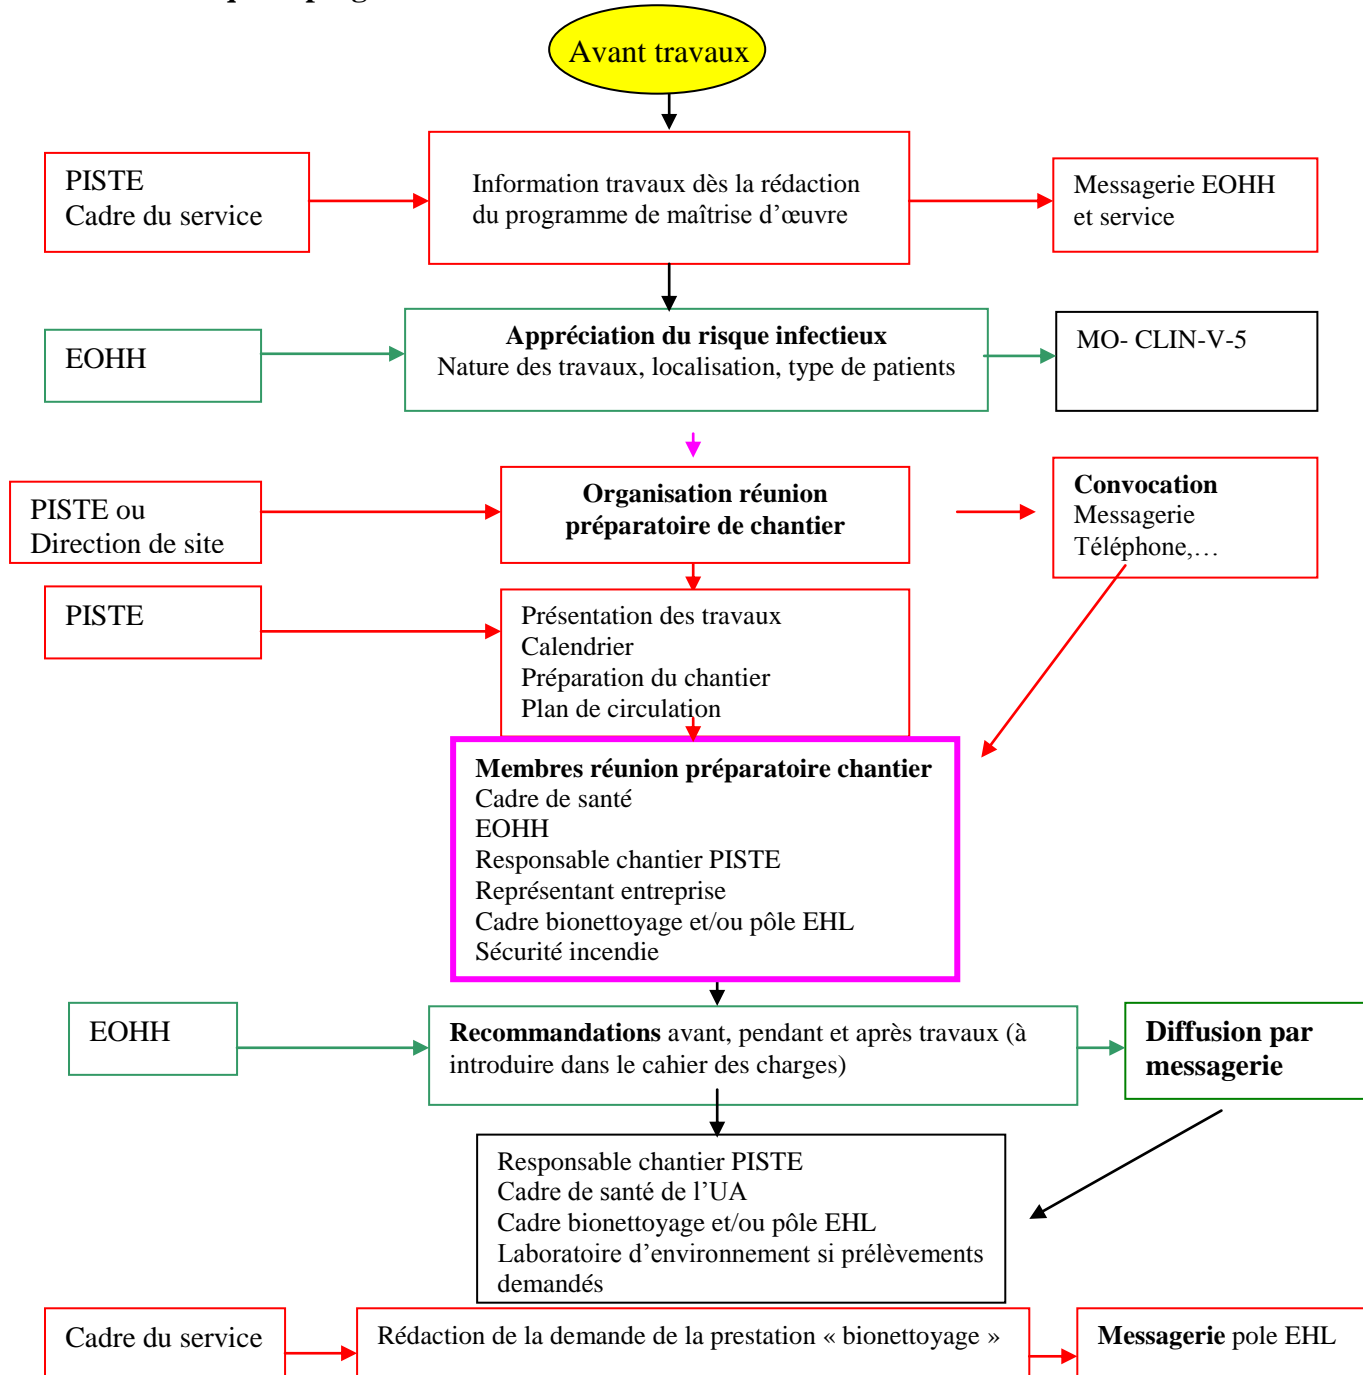 Avant travaux
PISTE
Cadre du service
Information travaux dès la rédaction
du programme de maîtrise d’œuvre
Messagerie EOHH
et service
EOHH
Appréciation du risque infectieux
Nature des travaux, localisation, type de patients
MO- CLIN-V-5
PISTE ou
Direction de site
Organisation réunion
préparatoire de chantier
Convocation
Messagerie
Téléphone,…
PISTE
Présentation des travaux
Calendrier
Préparation du chantier
Plan de circulation
Membres réunion préparatoire chantier
Cadre de santé
EOHH
Responsable chantier PISTE
Représentant entreprise
Cadre bionettoyage et/ou pôle EHL
Sécurité incendie
EOHH
Recommandations avant, pendant et après travaux (à
introduire dans le cahier des charges)
Diffusion par
messagerie
Responsable chantier PISTE
Cadre de santé de l’UA
Cadre bionettoyage et/ou pôle EHL
Laboratoire d’environnement si prélèvements
demandés
Cadre du service
Rédaction de la demande de la prestation « bionettoyage »
Messagerie pole EHL